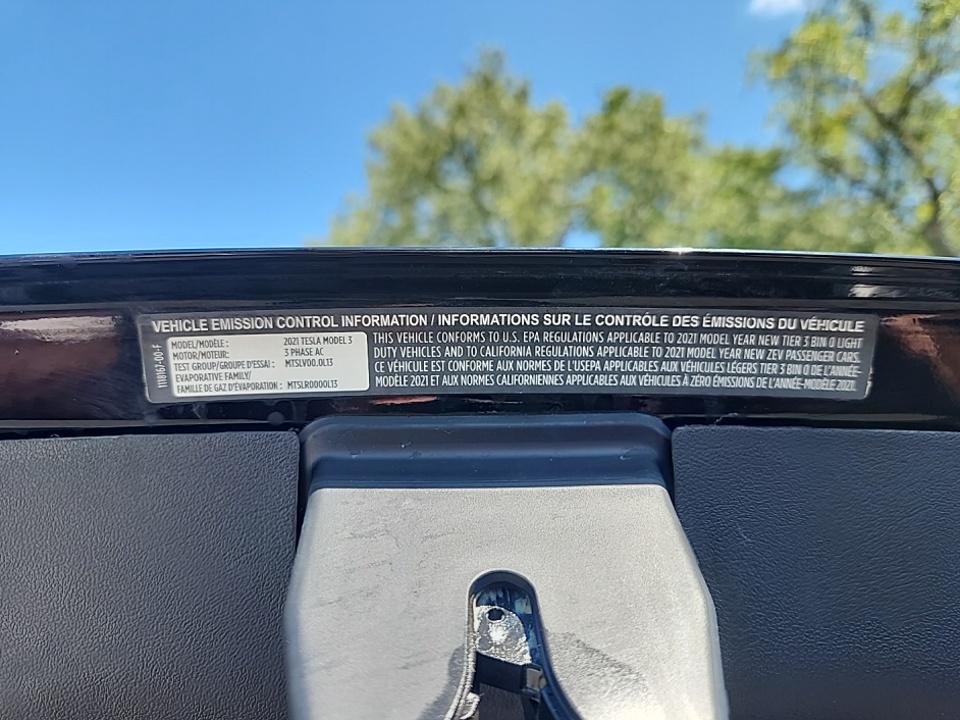 VEHICLE EMISSION CONTROL INFORMATION / INFORMATIONS SUR LE CONTRÓLE DES ÉMISSIONS DU VÉHICULE
1118167-00-F
MODEL/MODÈLE : 2021 TESLA MODEL 3
MOTOR/MOTEUR: 3 PHASE AC
TEST GROUP/GROUPE D'ESSAI : MTSLV00.0L13
EVAPORATIVE FAMILY/
FAMILLE DE GAZ D'ÉVAPORATION : MTSLR0000L13
THIS VEHICLE CONFORMS TO U.S. EPA REGULATIONS APPLICABLE TO 2021 MODEL YEAR NEW TIER 3 BIN 0 LIGHT
DUTY VEHICLES AND TO CALIFORNIA REGULATIONS APPLICABLE TO 2021 MODEL YEAR NEW ZEV PASSENGER CARS.
CE VÉHICULE EST CONFORME AUX NORMES DE L'USEPA APPLICABLES AUX VÉHICULES LÉGERS TIER 3 BIN 0 DE L'ANNÉE-
MODÈLE 2021 ET AUX NORMES CALIFORNIENNES APPLICABLES AUX VÉHICULES À ZÉRO ÉMISSIONS DE L'ANNÉE-MODÈLE 2021.